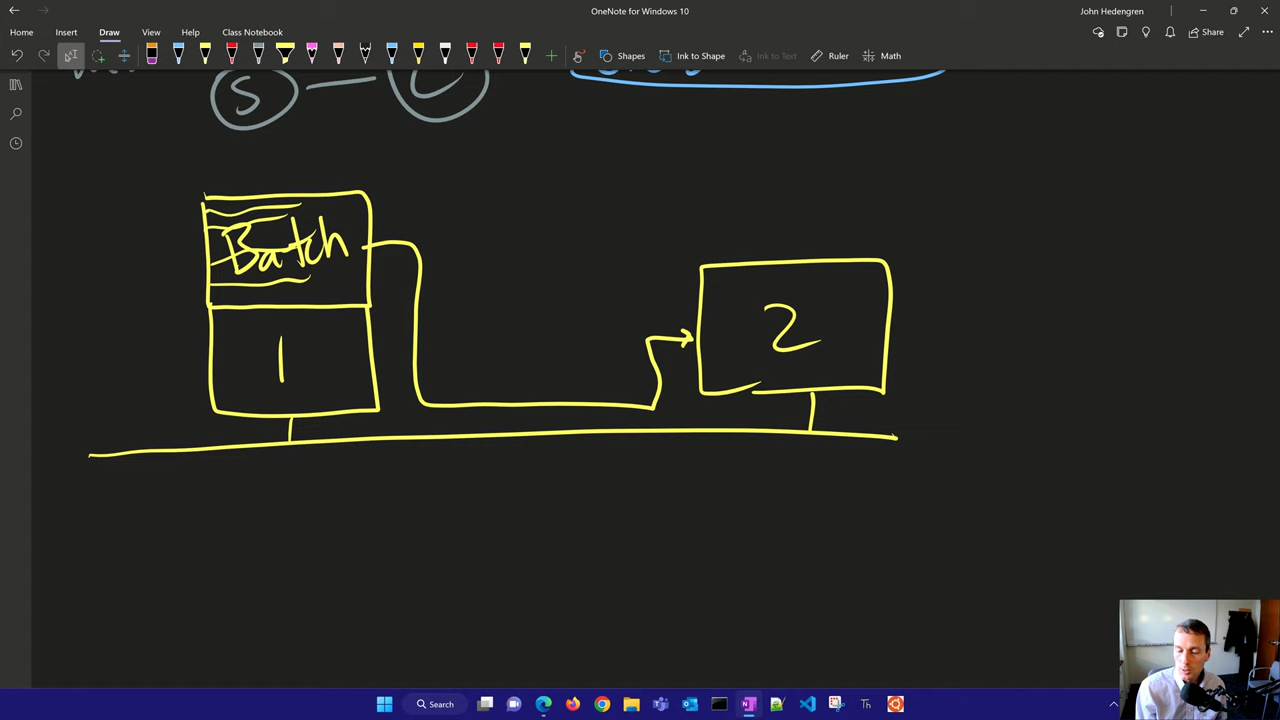 OneNote for Windows 10
John Hedengren
Home Insert Draw View Help Class Notebook
Share
Shapes Ink to Shape Ink to Text Ruler Math
S
Batch
1
2
Search
Th